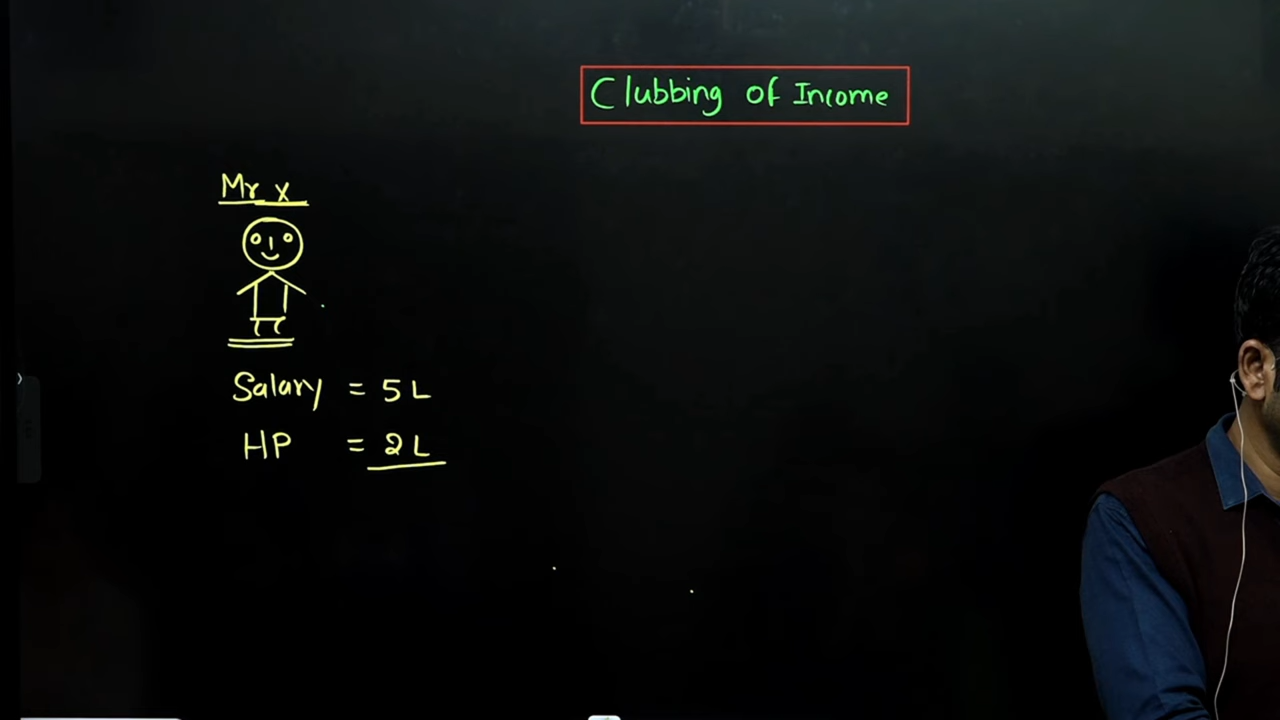 Clubbing of Income
Mr X
Salary = 5 L
HP = 2 L